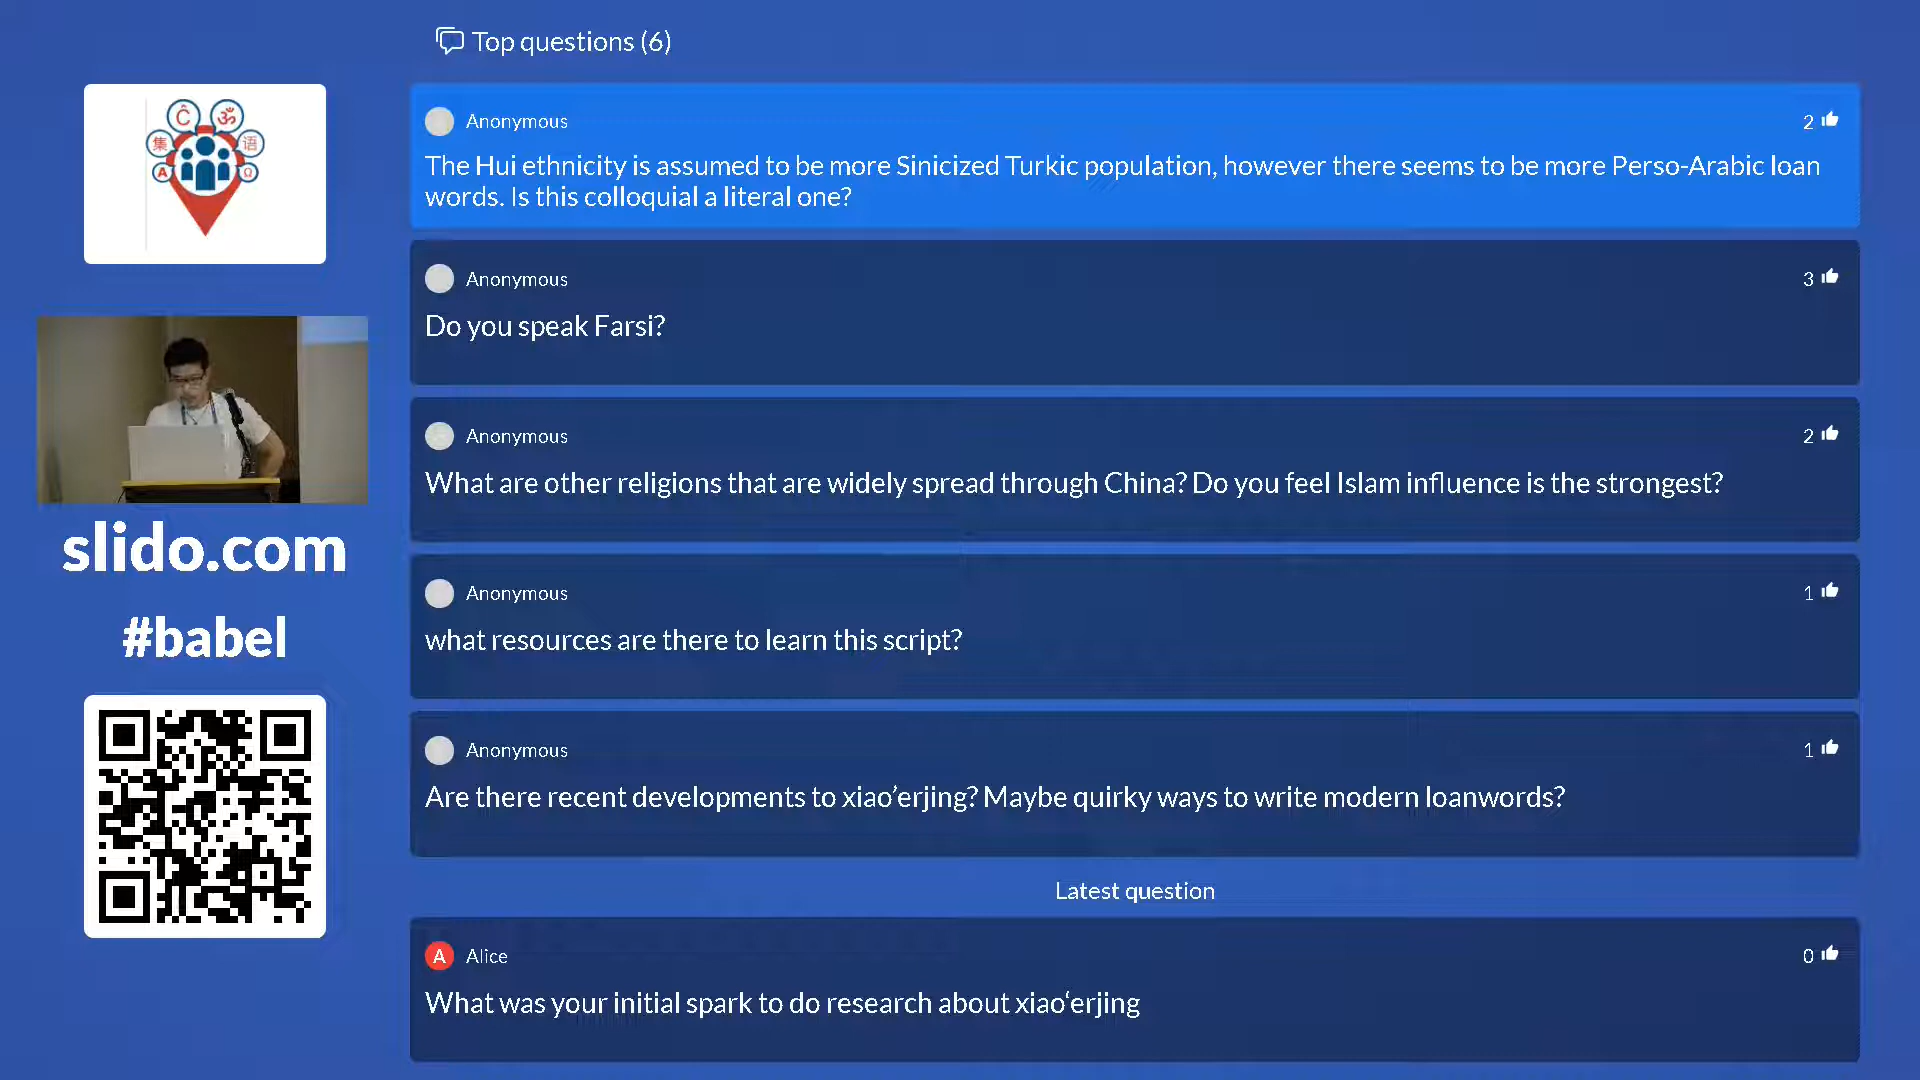 Top questions (6)
Ĉ
ॐ
集
语
A
Ω
Anonymous
2
The Hui ethnicity is assumed to be more Sinicized Turkic population, however there seems to be more Perso-Arabic loan
words. Is this colloquial a literal one?
Anonymous
3
Do you speak Farsi?
Anonymous
2
What are other religions that are widely spread through China? Do you feel Islam influence is the strongest?
Anonymous
1
what resources are there to learn this script?
Anonymous
1
Are there recent developments to xiao’erjing? Maybe quirky ways to write modern loanwords?
Latest question
A
Alice
0
What was your initial spark to do research about xiao‘erjing
slido.com
#babel